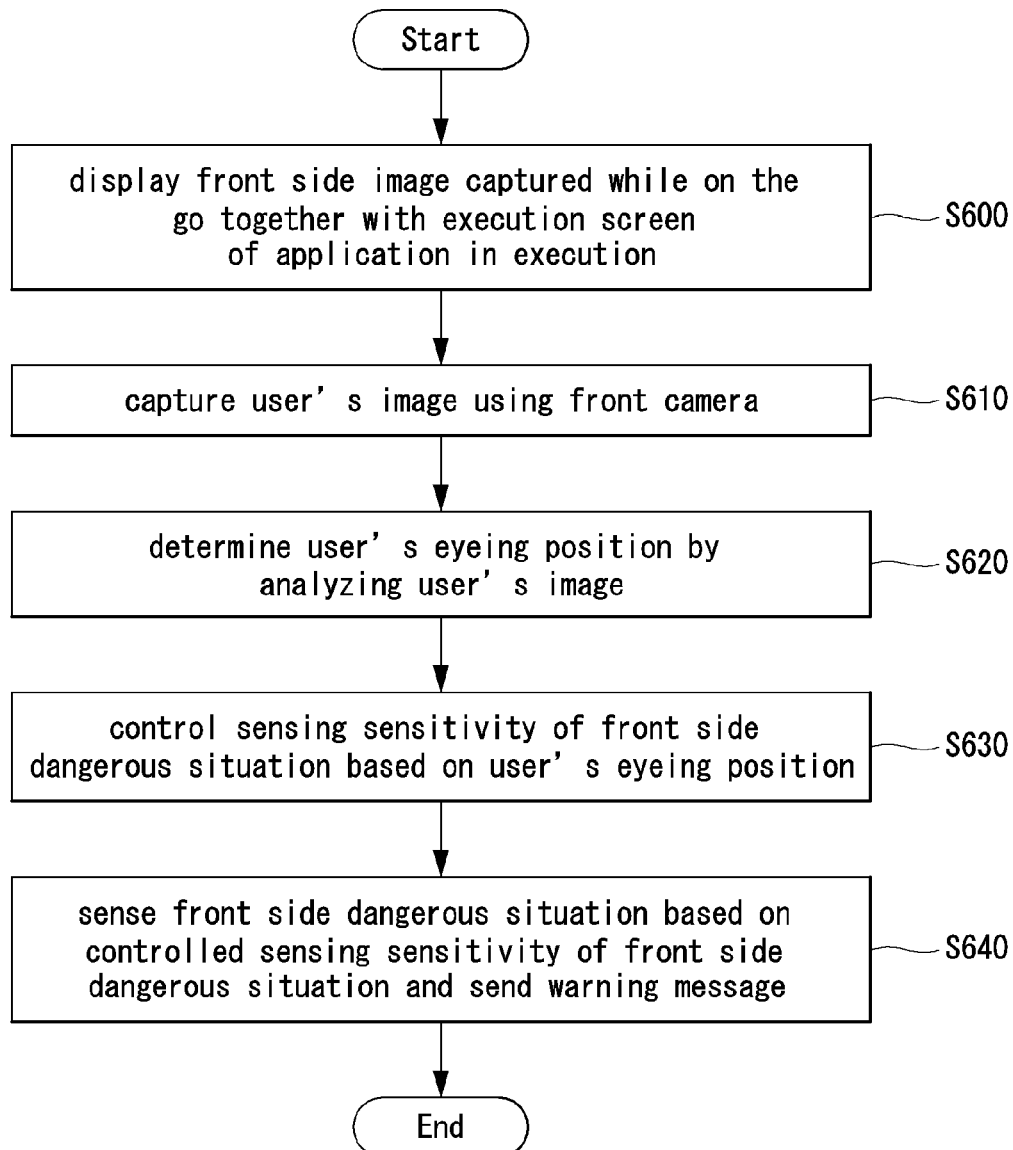 Start
display front side image captured while on the
go together with execution screen
of application in execution
S600
capture user's image using front camera
S610
determine user's eyeing position by
analyzing user's image
S620
control sensing sensitivity of front side
dangerous situation based on user's eyeing position
S630
sense front side dangerous situation based on
controlled sensing sensitivity of front side
dangerous situation and send warning message
S640
End